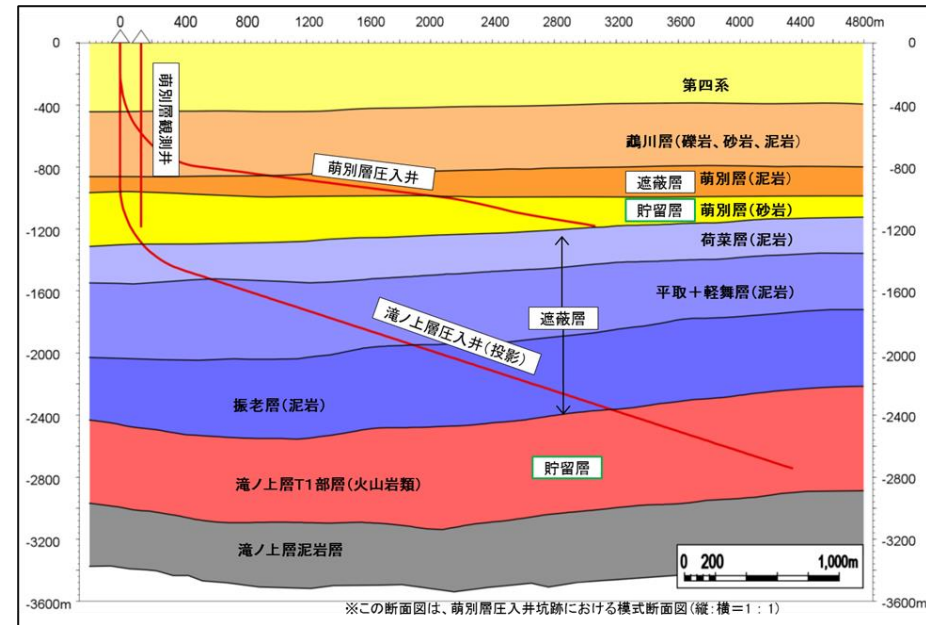 0 400 800 1200 1600 2000 2400 2800 3200 3600 4000 4400 4800m
0 0
-400 -400
-800 -800
-1200 -1200
-1600 -1600
-2000 -2000
-2400 -2400
-2800 -2800
-3200 -3200
-3600m -3600m
萌別層観測井
第四系
鵡川層(礫岩、砂岩、泥岩)
萌別層圧入井
遮蔽層 萌別層(泥岩)
貯留層 萌別層(砂岩)
荷菜層(泥岩)
平取+軽舞層(泥岩)
遮蔽層
滝ノ上層圧入井(投影)
振老層(泥岩)
貯留層
滝ノ上層T1部層(火山岩類)
滝ノ上層泥岩層
0 200 1,000m
※この断面図は、萌別層圧入井坑跡における模式断面図(縦:横=1:1)